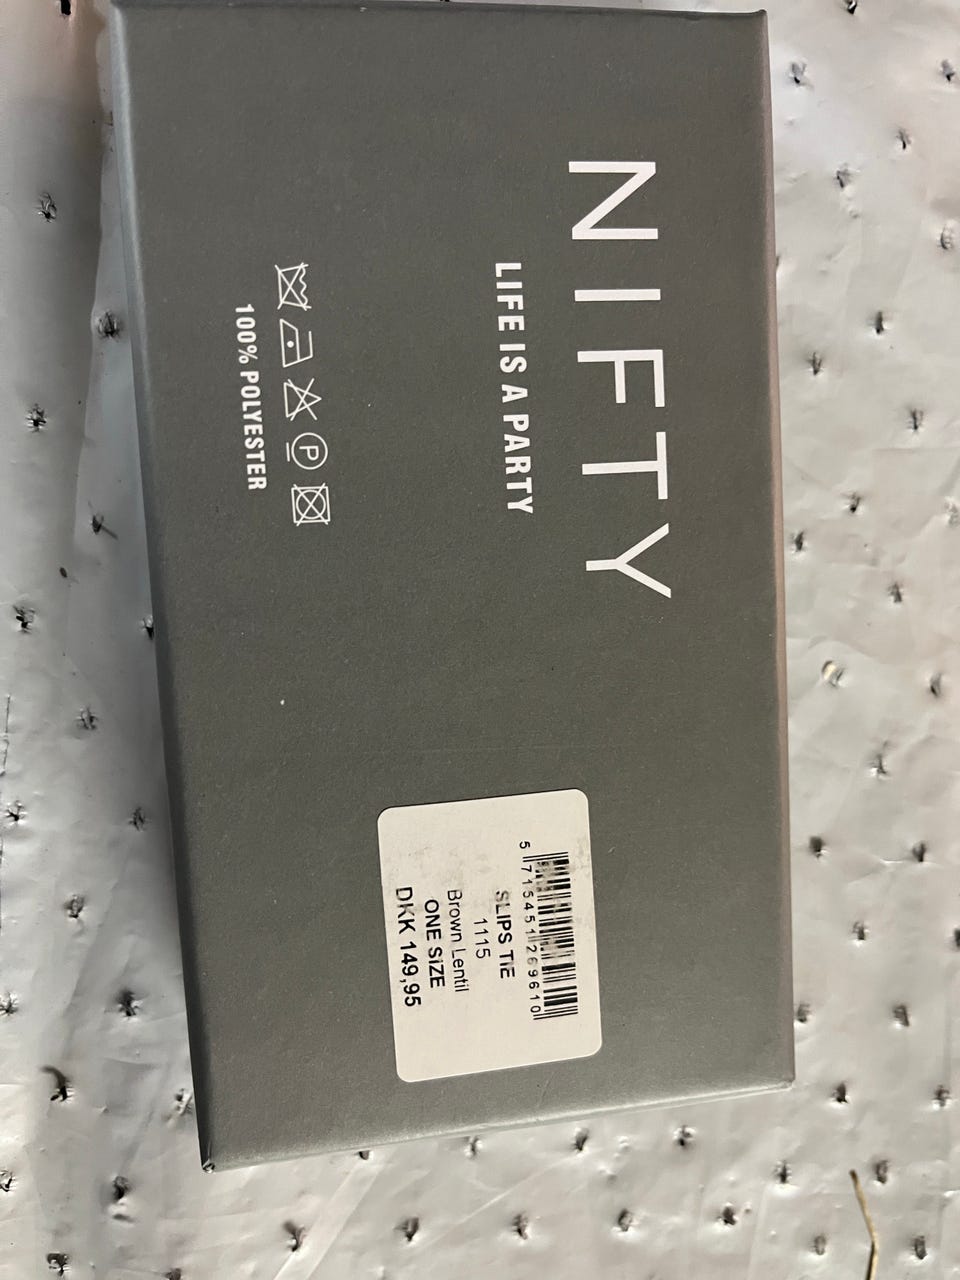 NIFTY
LIFE IS A PARTY
P
100% POLYESTER
5 715451 269610
SLIPS TIE
1115
Brown Lentil
ONE SIZE
DKK 149,95